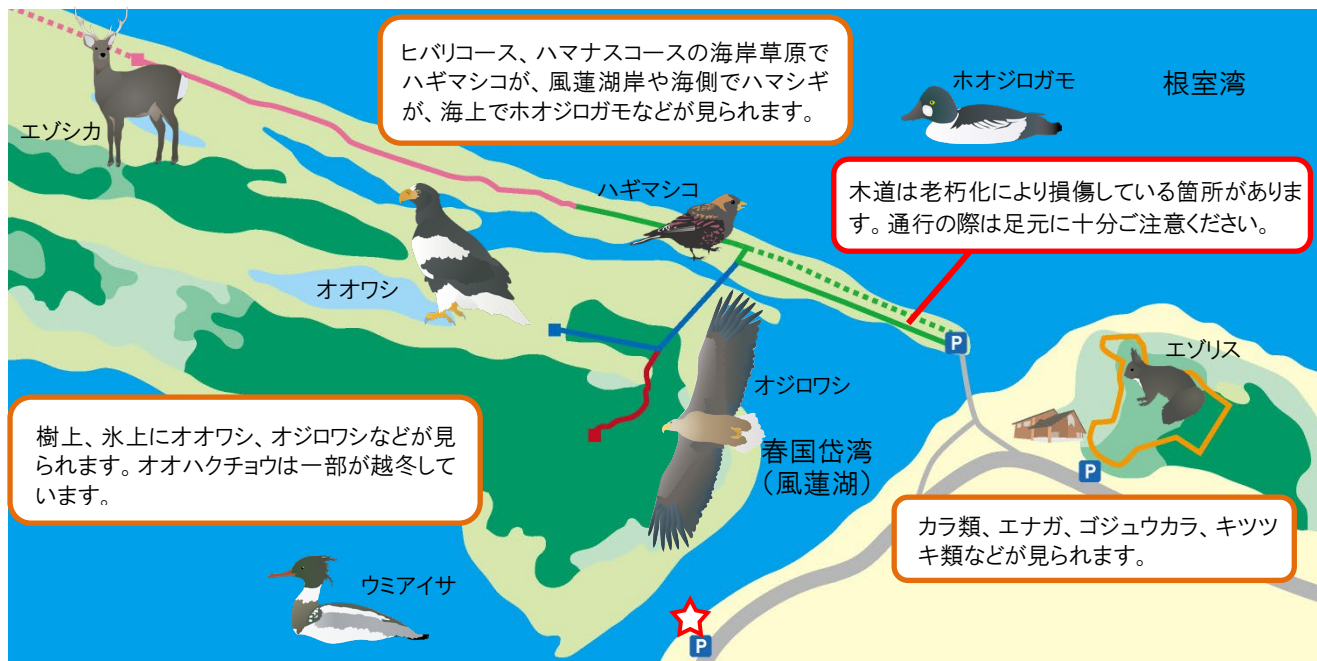 ヒバリコース、ハマナスコースの海岸草原で
ハギマシコが、風蓮湖岸や海側でハマシギ
が、海上でホオジロガモなどが見られます。
ホオジロガモ
根室湾
エゾシカ
ハギマシコ
木道は老朽化により損傷している箇所がありま
す。通行の際は足元に十分ご注意ください。
オオワシ
P
エゾリス
オジロワシ
樹上、氷上にオオワシ、オジロワシなどが見
られます。オオハクチョウは一部が越冬して
います。
春国岱湾
（風蓮湖）
P
カラ類、エナガ、ゴジュウカラ、キツツ
キ類などが見られます。
ウミアイサ
P